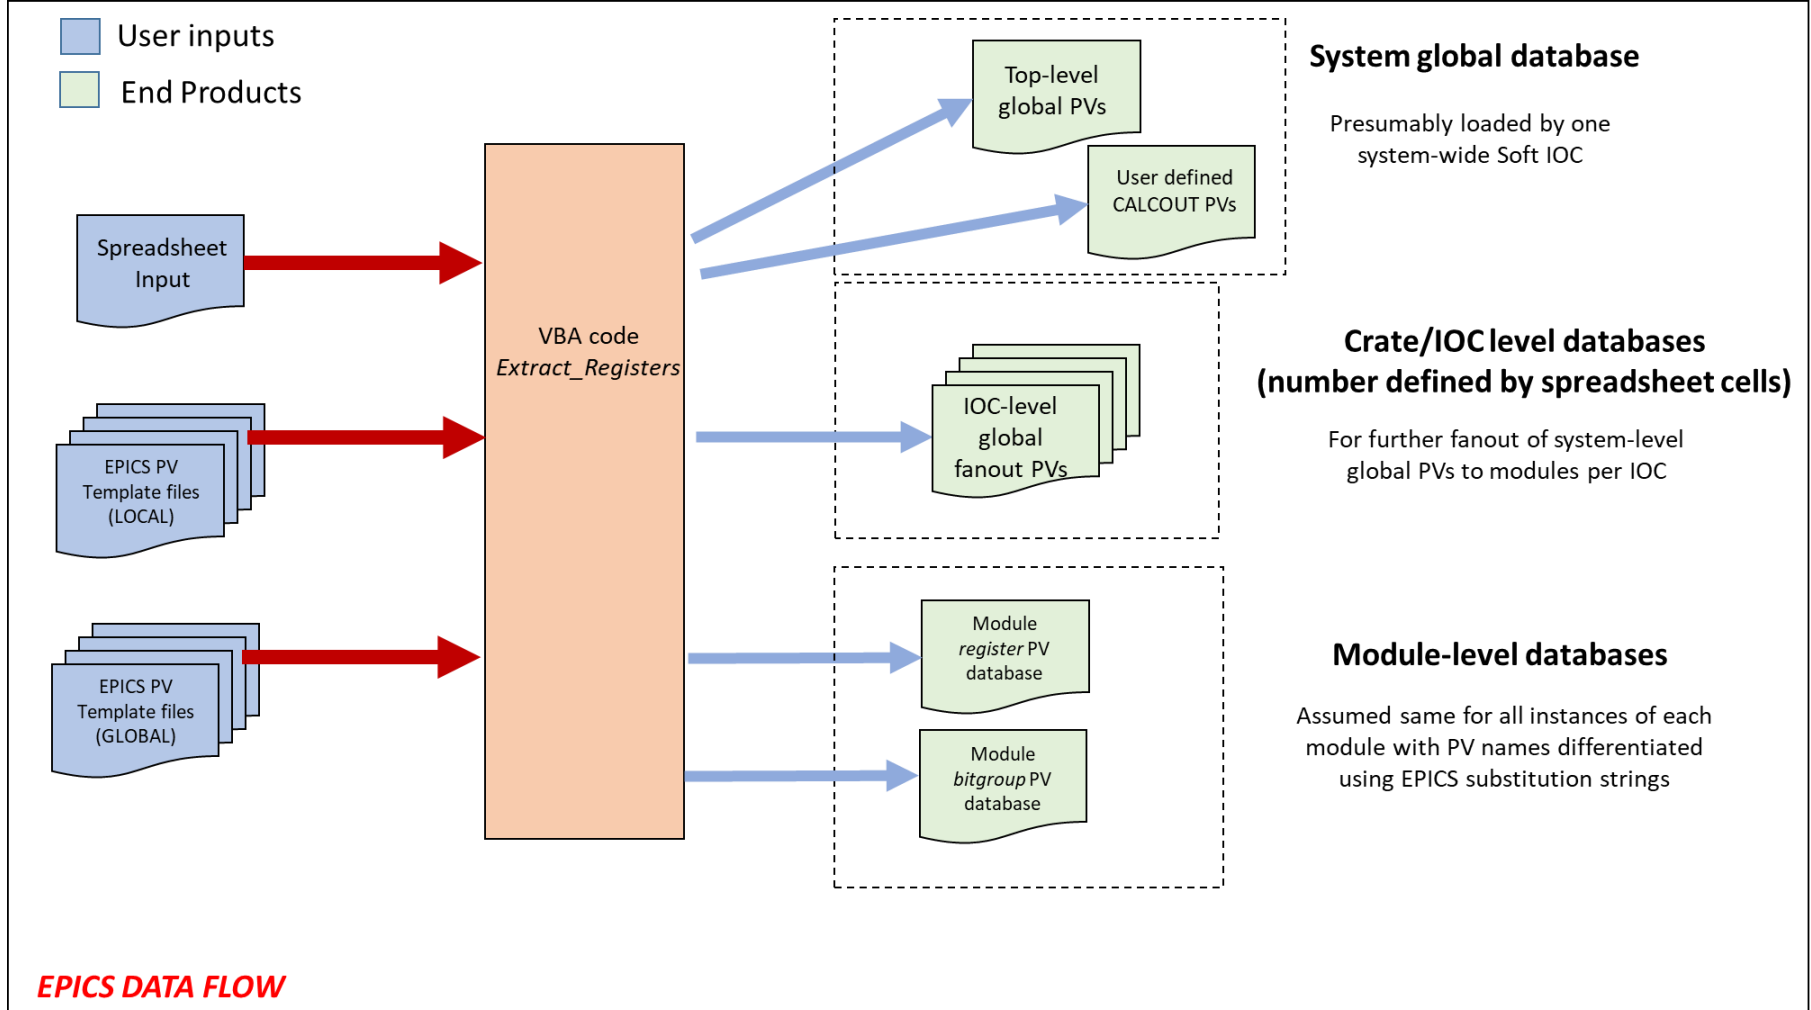 User inputs
End Products
Spreadsheet
Input
EPICS PV
Template files
(LOCAL)
EPICS PV
Template files
(GLOBAL)
VBA code
Extract_Registers
Top-level
global PVs
User defined
CALCOUT PVs
System global database
Presumably loaded by one
system-wide Soft IOC
IOC-level
global
fanout PVs
Crate/IOC level databases
(number defined by spreadsheet cells)
For further fanout of system-level
global PVs to modules per IOC
Module
register PV
database
Module
bitgroup PV
database
Module-level databases
Assumed same for all instances of each
module with PV names differentiated
using EPICS substitution strings
EPICS DATA FLOW